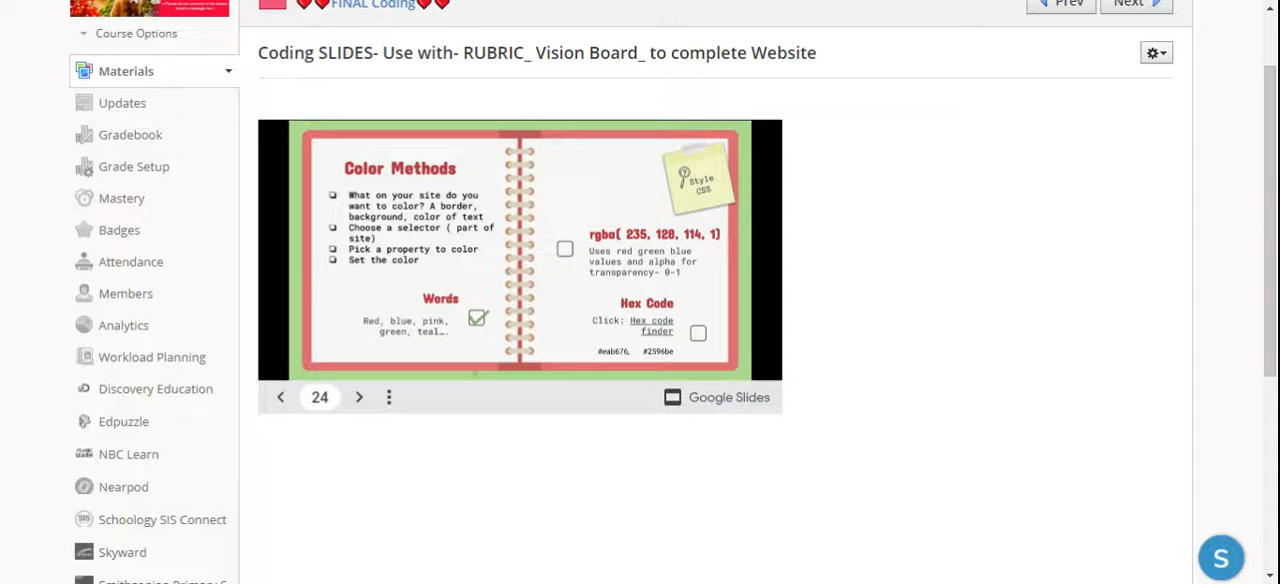 FINAL Coding
Prev
Next
Course Options
Coding SLIDES- Use with- RUBRIC_ Vision Board_ to complete Website
Materials
Updates
Gradebook
Grade Setup
Mastery
Badges
Attendance
Members
Analytics
Workload Planning
Discovery Education
Edpuzzle
NBC Learn
Nearpod
SIS Schoology SIS Connect
Skyward
Smithsonian Primary S
Color Methods
What on your site do you
want to color? A border,
background, color of text
Choose a selector ( part of
site)
Pick a property to color
Set the color
Words
Red, blue, pink,
green, teal….
Style
CSS
rgba( 235, 128, 114, 1)
Uses red green blue
values and alpha for
transparency- 0-1
Hex Code
Click: Hex code
finder
#eab676, #2596be
24
Google Slides
S